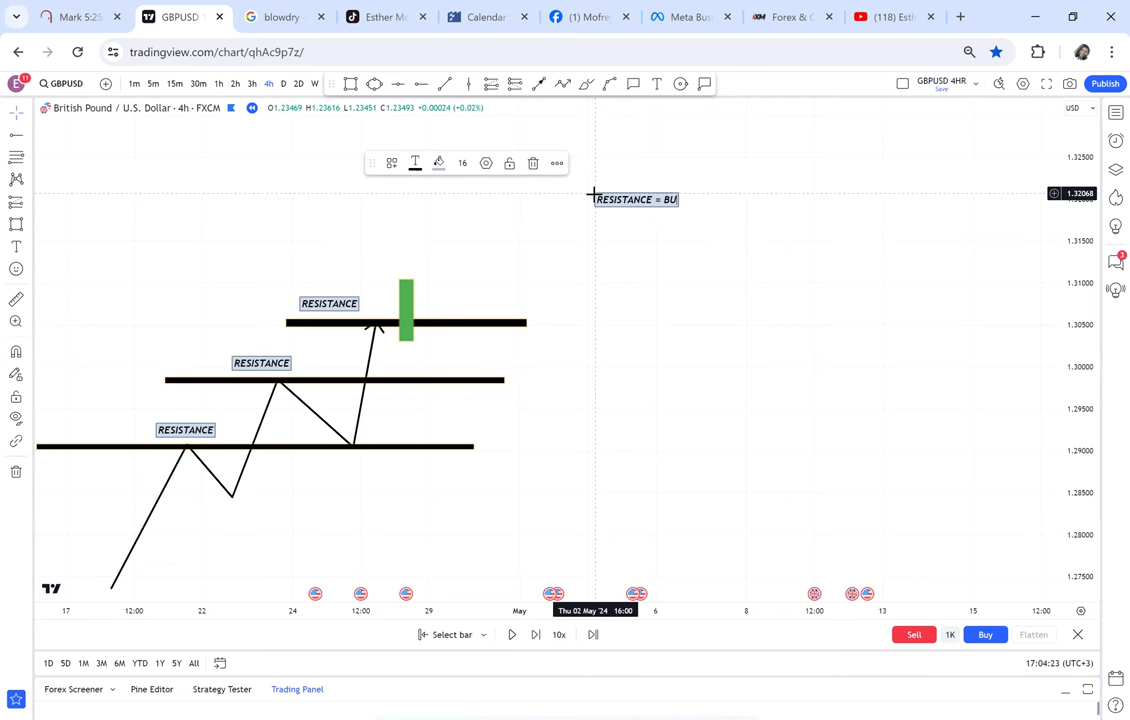 Mark 5:25
GBPUSD 1
blowdry -
Esther Mo
Calendar
(1) Mofre
Meta Bus
Forex & C
(118) Esth
tradingview.com/chart/qhAc9p7z/
E
11
GBPUSD
1m 5m 15m 30m 1h 2h 3h 4h D 2D W
GBPUSD 4HR
Save
Publish
British Pound / U.S. Dollar · 4h · FXCM
O1.23469 H1.23616 L1.23451 C1.23493 +0.00024 (+0.02%)
USD
16
RESISTANCE = BU
RESISTANCE
RESISTANCE
RESISTANCE
1.32500
1.32068
1.31500
1.31000
1.30500
1.30000
1.29500
1.29000
1.28500
1.28000
1.27500
3
17 12:00 22 24 12:00 29 May Thu 02 May '24 16:00 6 8 12:00 13 15 12:00
Select bar
10x
Sell 1K Buy Flatten
1D 5D 1M 3M 6M YTD 1Y 5Y All
17:04:23 (UTC+3)
Forex Screener Pine Editor Strategy Tester Trading Panel